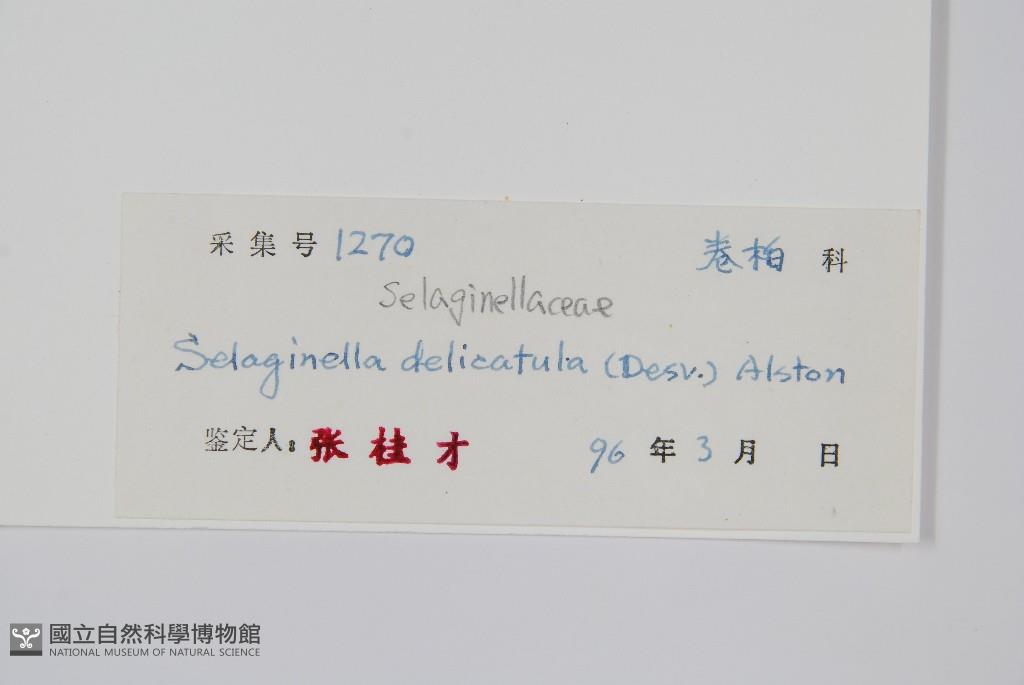 采集号 1270 卷柏 科
Selaginellaceae
Selaginella delicatula (Desv.) Alston
鉴定人: 张桂才 96 年 3 月 日
國立自然科學博物館
NATIONAL MUSEUM OF NATURAL SCIENCE